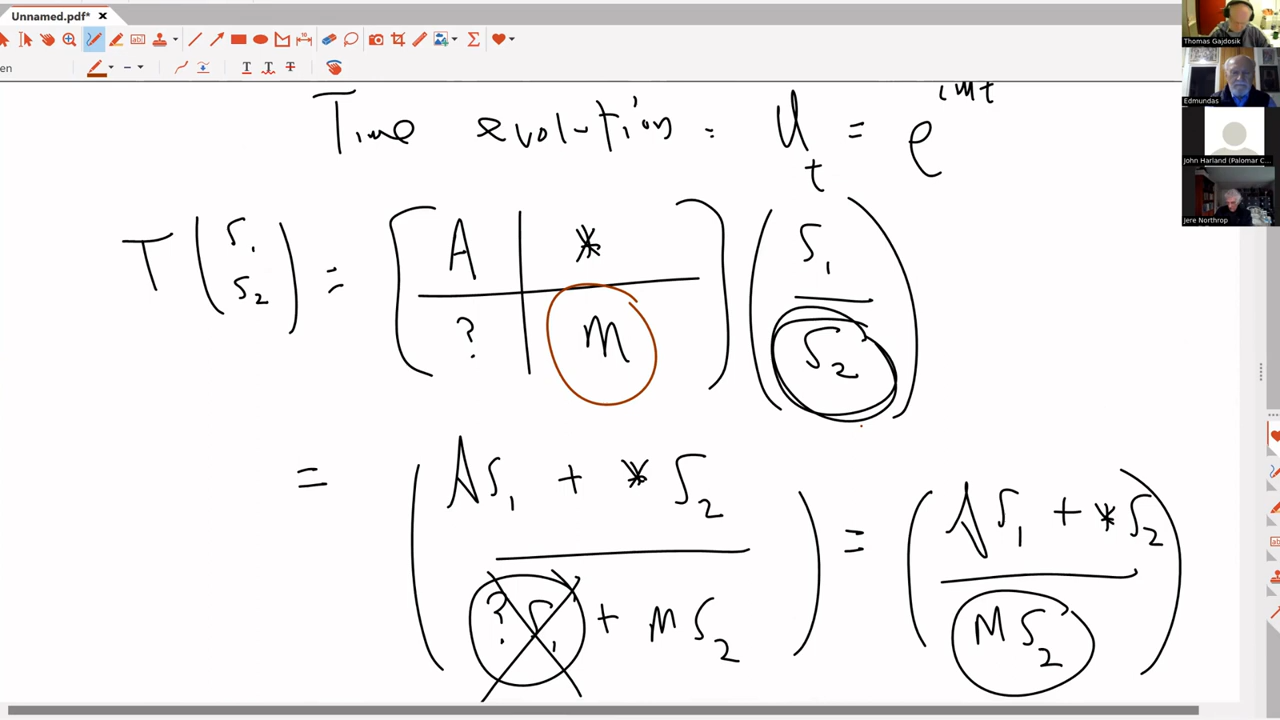 Unnamed.pdf*
en
Time evolution : U_t = e^{imt}
T ( S_1 S_2 ) = [ A | * ? | M ] ( S_1 S_2 )
= ( AS_1 + *S_2 ? S_1 + MS_2 ) = ( AS_1 + *S_2 MS_2 )
Thomas Gajdosik
Edmundas
John Harland (Palomar C...
Jere Northrop